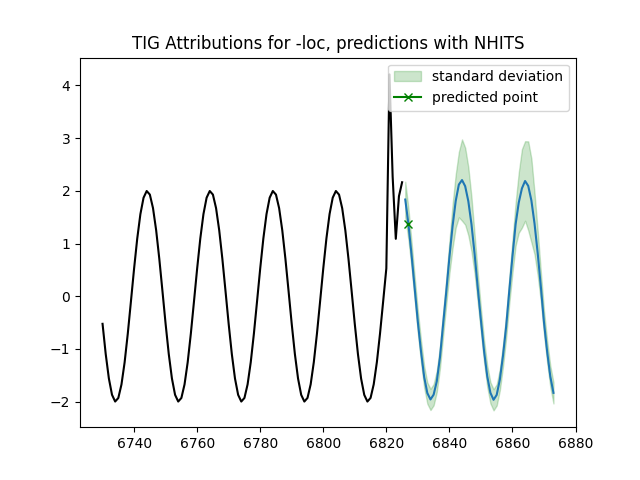 TIG Attributions for -loc, predictions with NHITS
standard deviation
predicted point
4
3
2
1
0
−1
−2
6740 6760 6780 6800 6820 6840 6860 6880